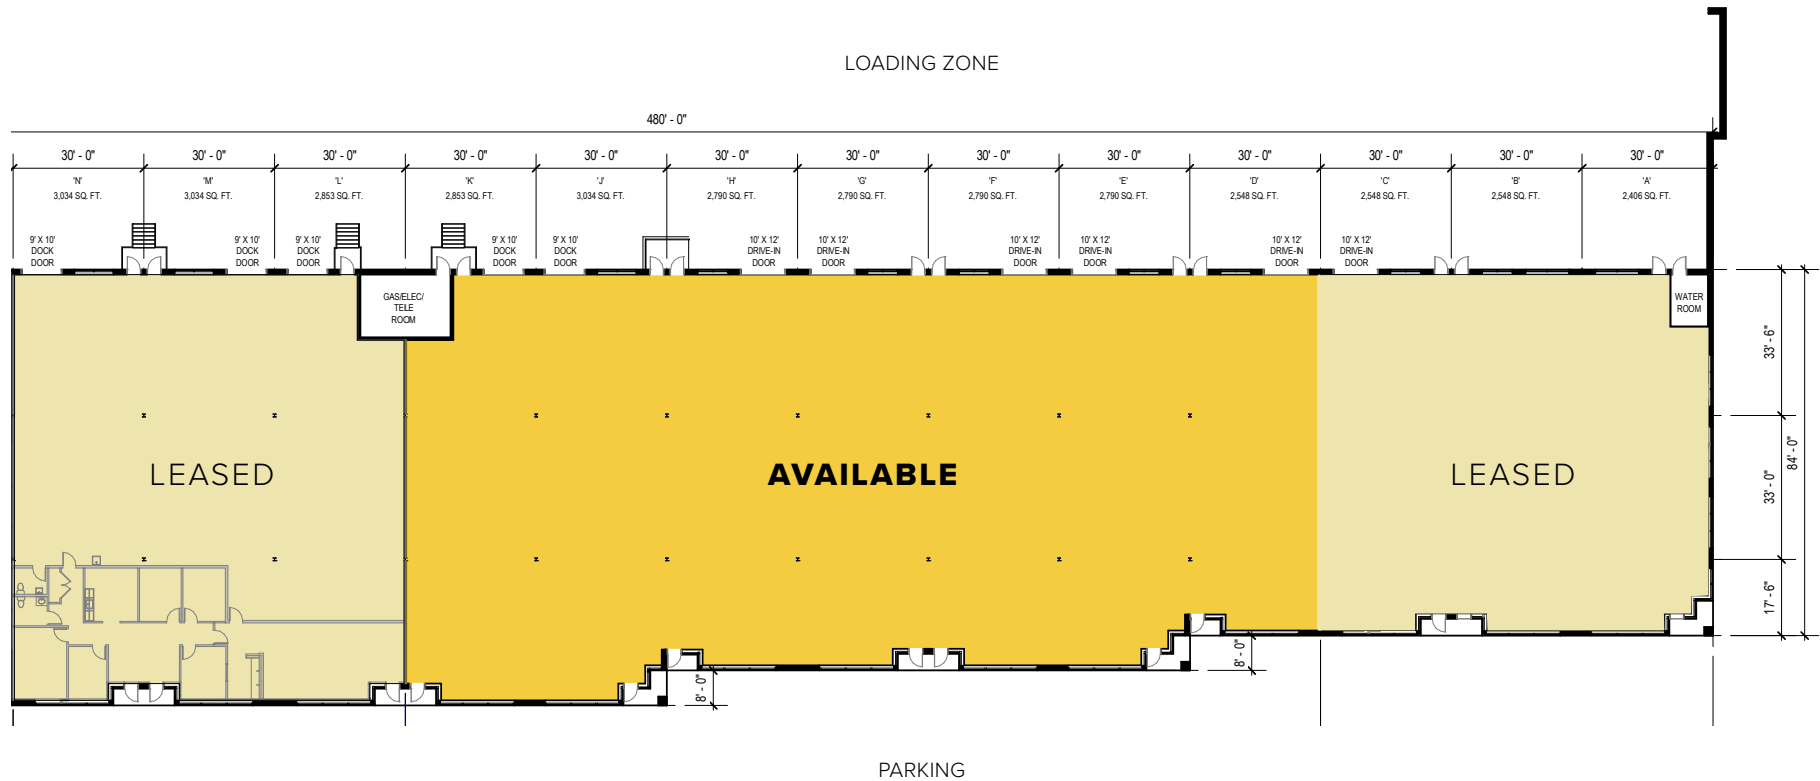 LOADING ZONE
480' - 0"
30' - 0" 30' - 0" 30' - 0" 30' - 0" 30' - 0" 30' - 0" 30' - 0" 30' - 0" 30' - 0" 30' - 0" 30' - 0" 30' - 0" 30' - 0"
'N' 'M' 'L' 'K' 'J' 'H' 'G' 'F' 'E' 'D' 'C' 'B' 'A'
3,034 SQ. FT. 3,034 SQ. FT. 2,853 SQ. FT. 2,853 SQ. FT. 3,034 SQ. FT. 2,790 SQ. FT. 2,790 SQ. FT. 2,790 SQ. FT. 2,790 SQ. FT. 2,548 SQ. FT. 2,548 SQ. FT. 2,548 SQ. FT. 2,406 SQ. FT.
9' X 10' 9' X 10' 9' X 10' 9' X 10' 9' X 10' 10' X 12' 10' X 12' 10' X 12' 10' X 12' 10' X 12' 10' X 12'
DOCK DOCK DOCK DOCK DOCK DRIVE-IN DRIVE-IN DRIVE-IN DRIVE-IN DRIVE-IN DRIVE-IN
DOOR DOOR DOOR DOOR DOOR DOOR DOOR DOOR DOOR DOOR DOOR
GAS/ELEC/
TELE
ROOM
WATER
ROOM
33' - 6"
LEASED AVAILABLE LEASED
33' - 0"
84' - 0"
17' - 6"
8' - 0"
8' - 0"
PARKING